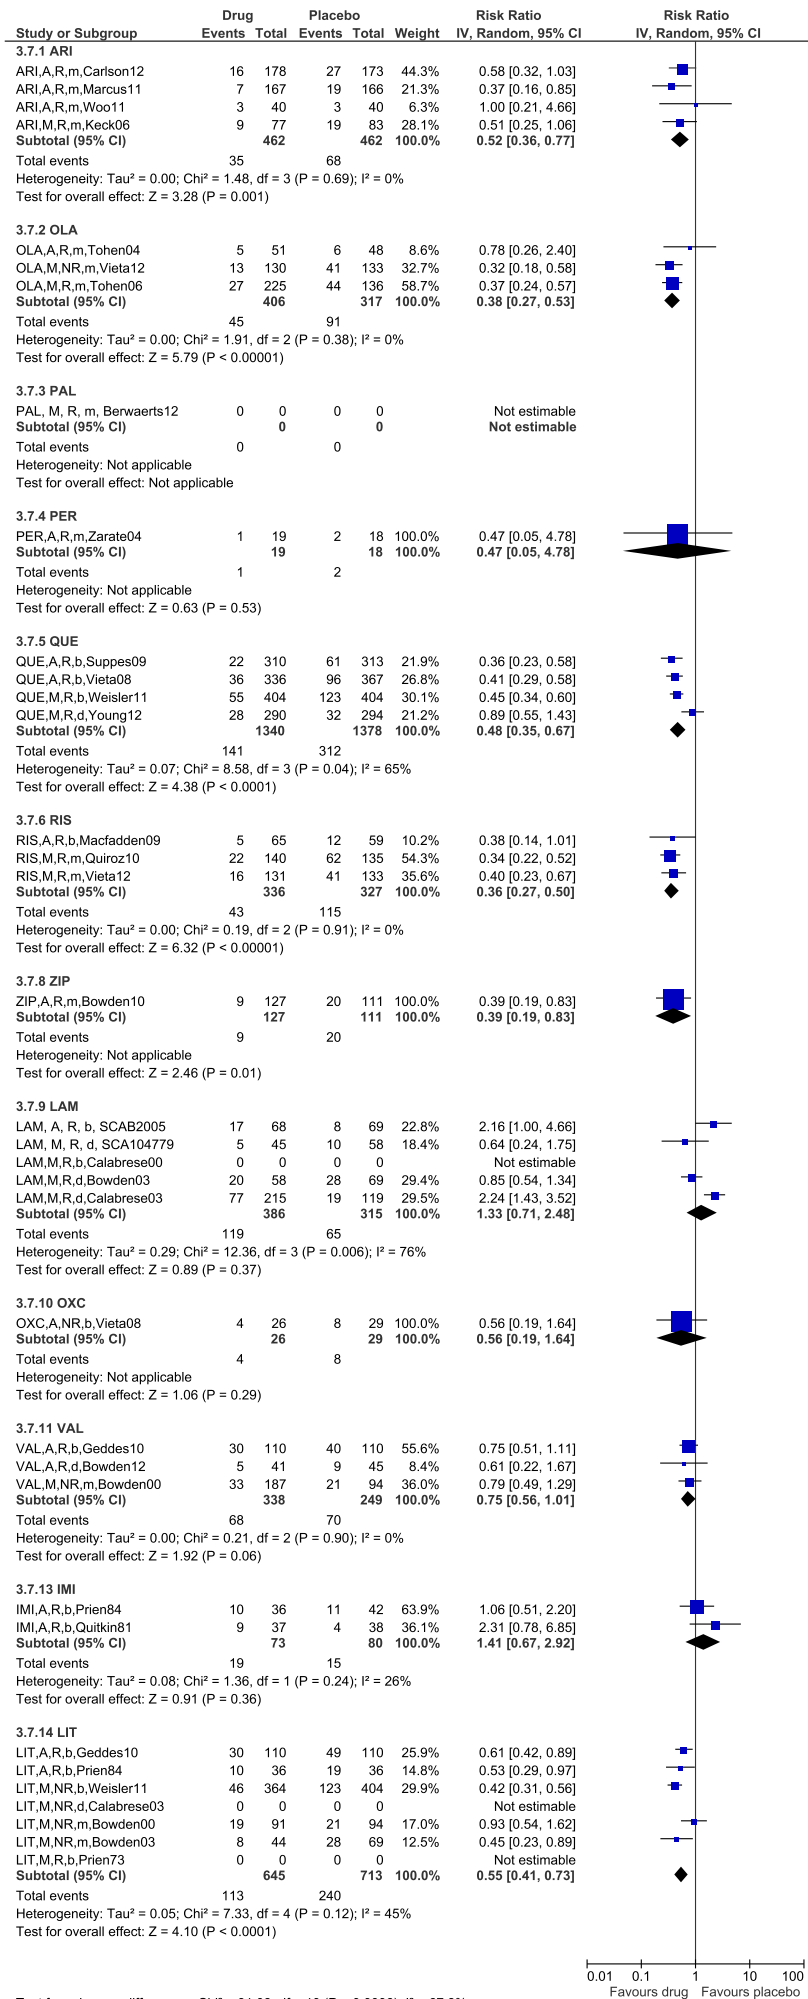 Drug Placebo Risk Ratio Risk Ratio
Study or Subgroup Events Total Events Total Weight IV, Random, 95% CI IV, Random, 95% CI
3.7.1 ARI
ARI,A,R,m,Carlson12 16 178 27 173 44.3% 0.58 [0.32, 1.03]
ARI,A,R,m,Marcus11 7 167 19 166 21.3% 0.37 [0.16, 0.85]
ARI,A,R,m,Woo11 3 40 3 40 6.3% 1.00 [0.21, 4.66]
ARI,M,R,m,Keck06 9 77 19 83 28.1% 0.51 [0.25, 1.06]
Subtotal (95% CI) 462 462 100.0% 0.52 [0.36, 0.77]
Total events 35 68
Heterogeneity: Tau² = 0.00; Chi² = 1.48, df = 3 (P = 0.69); I² = 0%
Test for overall effect: Z = 3.28 (P = 0.001)
3.7.2 OLA
OLA,A,R,m,Tohen04 5 51 6 48 8.6% 0.78 [0.26, 2.40]
OLA,M,NR,m,Vieta12 13 130 41 133 32.7% 0.32 [0.18, 0.58]
OLA,M,R,m,Tohen06 27 225 44 136 58.7% 0.37 [0.24, 0.57]
Subtotal (95% CI) 406 317 100.0% 0.38 [0.27, 0.53]
Total events 45 91
Heterogeneity: Tau² = 0.00; Chi² = 1.91, df = 2 (P = 0.38); I² = 0%
Test for overall effect: Z = 5.79 (P < 0.00001)
3.7.3 PAL
PAL, M, R, m, Berwaerts12 0 0 0 0 Not estimable
Subtotal (95% CI) 0 0 Not estimable
Total events 0 0
Heterogeneity: Not applicable
Test for overall effect: Not applicable
3.7.4 PER
PER,A,R,m,Zarate04 1 19 2 18 100.0% 0.47 [0.05, 4.78]
Subtotal (95% CI) 19 18 100.0% 0.47 [0.05, 4.78]
Total events 1 2
Heterogeneity: Not applicable
Test for overall effect: Z = 0.63 (P = 0.53)
3.7.5 QUE
QUE,A,R,b,Suppes09 22 310 61 313 21.9% 0.36 [0.23, 0.58]
QUE,A,R,b,Vieta08 36 336 96 367 26.8% 0.41 [0.29, 0.58]
QUE,M,R,b,Weisler11 55 404 123 404 30.1% 0.45 [0.34, 0.60]
QUE,M,R,d,Young12 28 290 32 294 21.2% 0.89 [0.55, 1.43]
Subtotal (95% CI) 1340 1378 100.0% 0.48 [0.35, 0.67]
Total events 141 312
Heterogeneity: Tau² = 0.07; Chi² = 8.58, df = 3 (P = 0.04); I² = 65%
Test for overall effect: Z = 4.38 (P < 0.0001)
3.7.6 RIS
RIS,A,R,b,Macfadden09 5 65 12 59 10.2% 0.38 [0.14, 1.01]
RIS,M,R,m,Quiroz10 22 140 62 135 54.3% 0.34 [0.22, 0.52]
RIS,M,R,m,Vieta12 16 131 41 133 35.6% 0.40 [0.23, 0.67]
Subtotal (95% CI) 336 327 100.0% 0.36 [0.27, 0.50]
Total events 43 115
Heterogeneity: Tau² = 0.00; Chi² = 0.19, df = 2 (P = 0.91); I² = 0%
Test for overall effect: Z = 6.32 (P < 0.00001)
3.7.8 ZIP
ZIP,A,R,m,Bowden10 9 127 20 111 100.0% 0.39 [0.19, 0.83]
Subtotal (95% CI) 127 111 100.0% 0.39 [0.19, 0.83]
Total events 9 20
Heterogeneity: Not applicable
Test for overall effect: Z = 2.46 (P = 0.01)
3.7.9 LAM
LAM, A, R, b, SCAB2005 17 68 8 69 22.8% 2.16 [1.00, 4.66]
LAM, M, R, d, SCA104779 5 45 10 58 18.4% 0.64 [0.24, 1.75]
LAM,M,R,b,Calabrese00 0 0 0 0 Not estimable
LAM,M,R,d,Bowden03 20 58 28 69 29.4% 0.85 [0.54, 1.34]
LAM,M,R,d,Calabrese03 77 215 19 119 29.5% 2.24 [1.43, 3.52]
Subtotal (95% CI) 386 315 100.0% 1.33 [0.71, 2.48]
Total events 119 65
Heterogeneity: Tau² = 0.29; Chi² = 12.36, df = 3 (P = 0.006); I² = 76%
Test for overall effect: Z = 0.89 (P = 0.37)
3.7.10 OXC
OXC,A,NR,b,Vieta08 4 26 8 29 100.0% 0.56 [0.19, 1.64]
Subtotal (95% CI) 26 29 100.0% 0.56 [0.19, 1.64]
Total events 4 8
Heterogeneity: Not applicable
Test for overall effect: Z = 1.06 (P = 0.29)
3.7.11 VAL
VAL,A,R,b,Geddes10 30 110 40 110 55.6% 0.75 [0.51, 1.11]
VAL,A,R,d,Bowden12 5 41 9 45 8.4% 0.61 [0.22, 1.67]
VAL,M,NR,m,Bowden00 33 187 21 94 36.0% 0.79 [0.49, 1.29]
Subtotal (95% CI) 338 249 100.0% 0.75 [0.56, 1.01]
Total events 68 70
Heterogeneity: Tau² = 0.00; Chi² = 0.21, df = 2 (P = 0.90); I² = 0%
Test for overall effect: Z = 1.92 (P = 0.06)
3.7.13 IMI
IMI,A,R,b,Prien84 10 36 11 42 63.9% 1.06 [0.51, 2.20]
IMI,A,R,b,Quitkin81 9 37 4 38 36.1% 2.31 [0.78, 6.85]
Subtotal (95% CI) 73 80 100.0% 1.41 [0.67, 2.92]
Total events 19 15
Heterogeneity: Tau² = 0.08; Chi² = 1.36, df = 1 (P = 0.24); I² = 26%
Test for overall effect: Z = 0.91 (P = 0.36)
3.7.14 LIT
LIT,A,R,b,Geddes10 30 110 49 110 25.9% 0.61 [0.42, 0.89]
LIT,A,R,b,Prien84 10 36 19 36 14.8% 0.53 [0.29, 0.97]
LIT,M,NR,b,Weisler11 46 364 123 404 29.9% 0.42 [0.31, 0.56]
LIT,M,NR,d,Calabrese03 0 0 0 0 Not estimable
LIT,M,NR,m,Bowden00 19 91 21 94 17.0% 0.93 [0.54, 1.62]
LIT,M,NR,m,Bowden03 8 44 28 69 12.5% 0.45 [0.23, 0.89]
LIT,M,R,b,Prien73 0 0 0 0 Not estimable
Subtotal (95% CI) 645 713 100.0% 0.55 [0.41, 0.73]
Total events 113 240
Heterogeneity: Tau² = 0.05; Chi² = 7.33, df = 4 (P = 0.12); I² = 45%
Test for overall effect: Z = 4.10 (P < 0.0001)
0.01 0.1 1 10 100
Favours drug Favours placebo